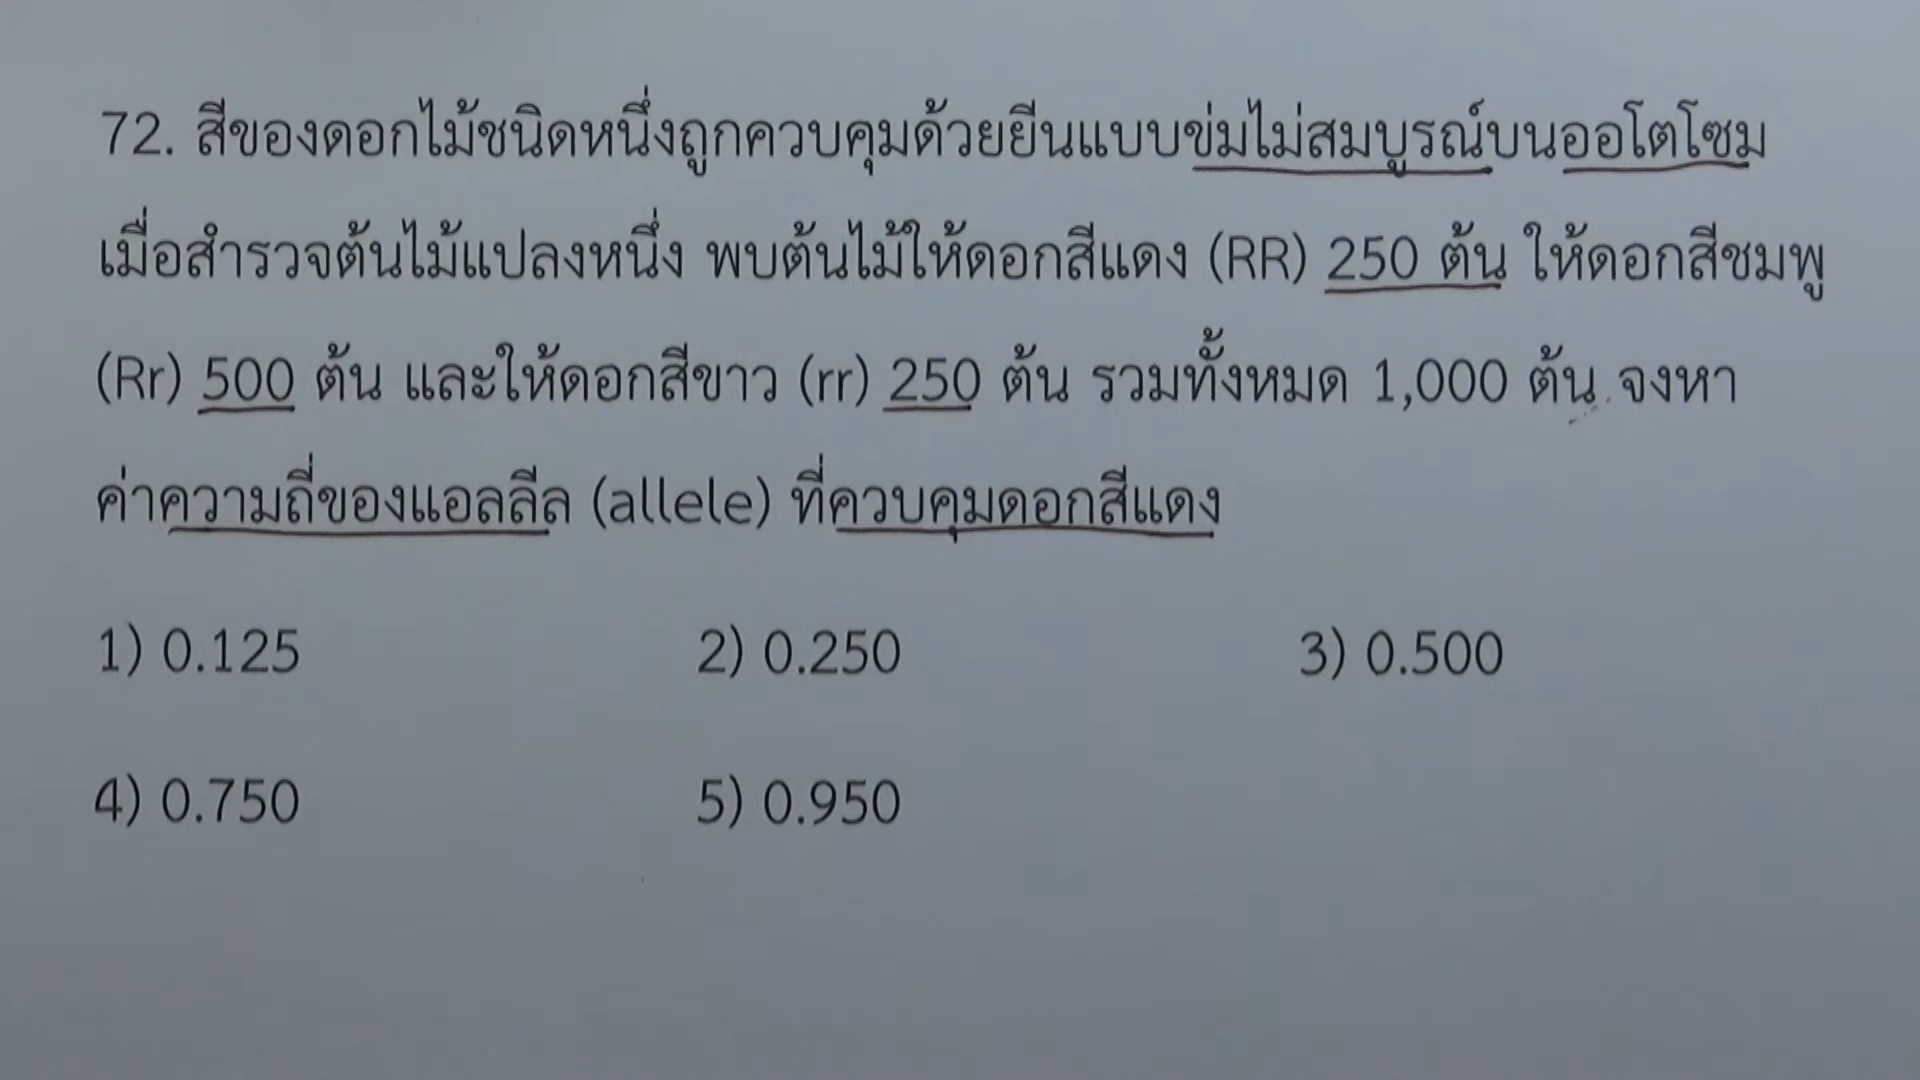 72. สีของดอกไม้ชนิดหนึ่งถูกควบคุมด้วยยีนแบบข่มไม่สมบูรณ์บนออโตโซม
เมื่อสำรวจต้นไม้แปลงหนึ่ง พบต้นไม้ให้ดอกสีแดง (RR) 250 ต้น ให้ดอกสีชมพู
(Rr) 500 ต้น และให้ดอกสีขาว (rr) 250 ต้น รวมทั้งหมด 1,000 ต้น จงหา
ค่าความถี่ของแอลลีล (allele) ที่ควบคุมดอกสีแดง
1) 0.125 2) 0.250 3) 0.500
4) 0.750 5) 0.950